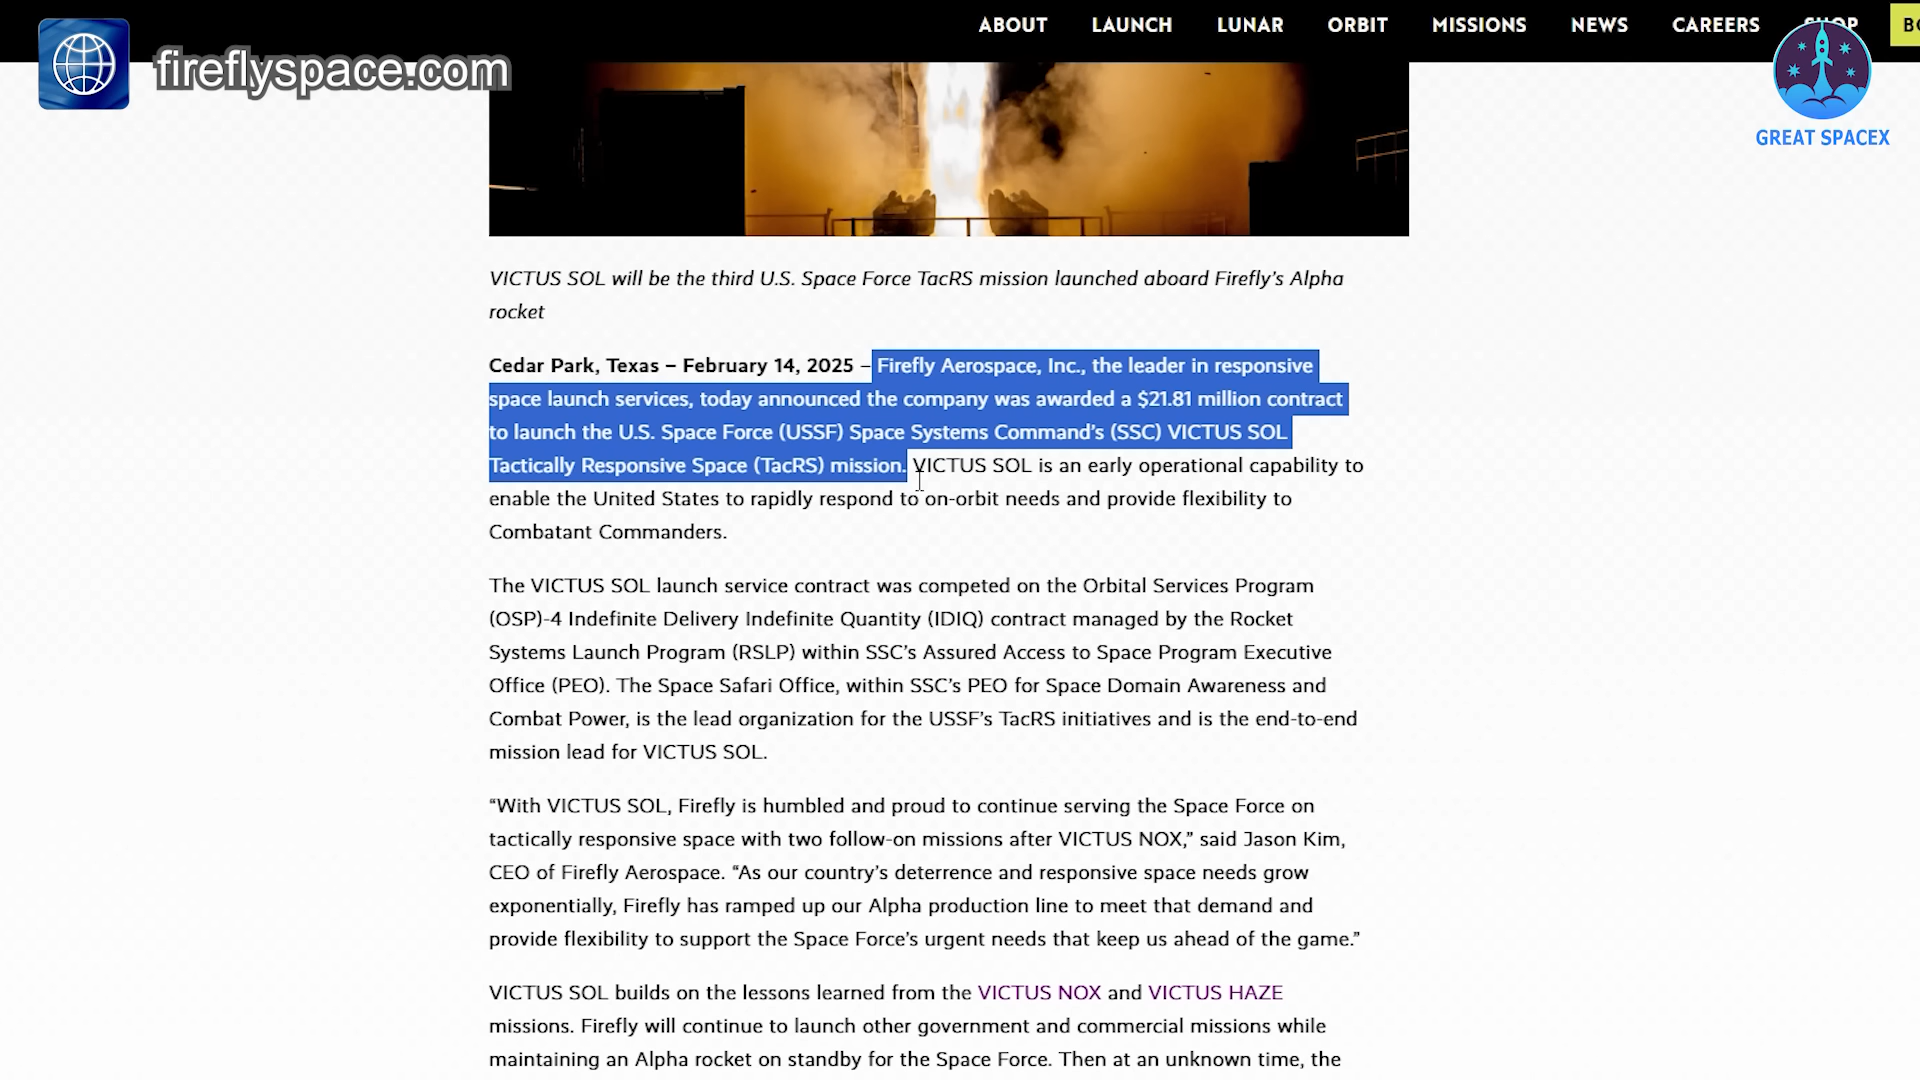 ABOUT LAUNCH LUNAR ORBIT MISSIONS NEWS CAREERS SHOP
fireflyspace.com
GREAT SPACEX
VICTUS SOL will be the third U.S. Space Force TacRS mission launched aboard Firefly’s Alpha
rocket
Cedar Park, Texas – February 14, 2025 – Firefly Aerospace, Inc., the leader in responsive
space launch services, today announced the company was awarded a $21.81 million contract
to launch the U.S. Space Force (USSF) Space Systems Command’s (SSC) VICTUS SOL
Tactically Responsive Space (TacRS) mission. VICTUS SOL is an early operational capability to
enable the United States to rapidly respond to on-orbit needs and provide flexibility to
Combatant Commanders.
The VICTUS SOL launch service contract was competed on the Orbital Services Program
(OSP)-4 Indefinite Delivery Indefinite Quantity (IDIQ) contract managed by the Rocket
Systems Launch Program (RSLP) within SSC’s Assured Access to Space Program Executive
Office (PEO). The Space Safari Office, within SSC’s PEO for Space Domain Awareness and
Combat Power, is the lead organization for the USSF’s TacRS initiatives and is the end-to-end
mission lead for VICTUS SOL.
“With VICTUS SOL, Firefly is humbled and proud to continue serving the Space Force on
tactically responsive space with two follow-on missions after VICTUS NOX,” said Jason Kim,
CEO of Firefly Aerospace. “As our country’s deterrence and responsive space needs grow
exponentially, Firefly has ramped up our Alpha production line to meet that demand and
provide flexibility to support the Space Force’s urgent needs that keep us ahead of the game.”
VICTUS SOL builds on the lessons learned from the VICTUS NOX and VICTUS HAZE
missions. Firefly will continue to launch other government and commercial missions while
maintaining an Alpha rocket on standby for the Space Force. Then at an unknown time, the